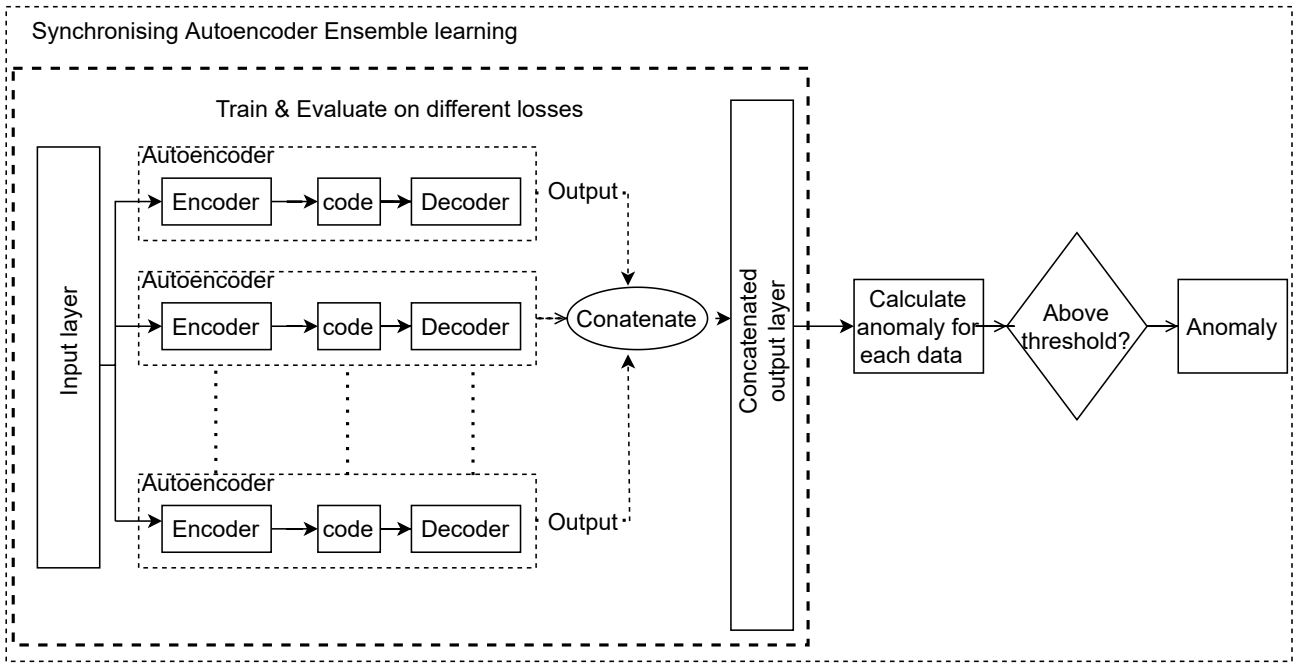 Synchronising Autoencoder Ensemble learning
Train & Evaluate on different losses
Input layer
Autoencoder
Encoder
code
Decoder
Output
Autoencoder
Encoder
code
Decoder
Conatenate
Autoencoder
Encoder
code
Decoder
Output
Concatenated
output layer
Calculate
anomaly for
each data
Above
threshold?
Anomaly